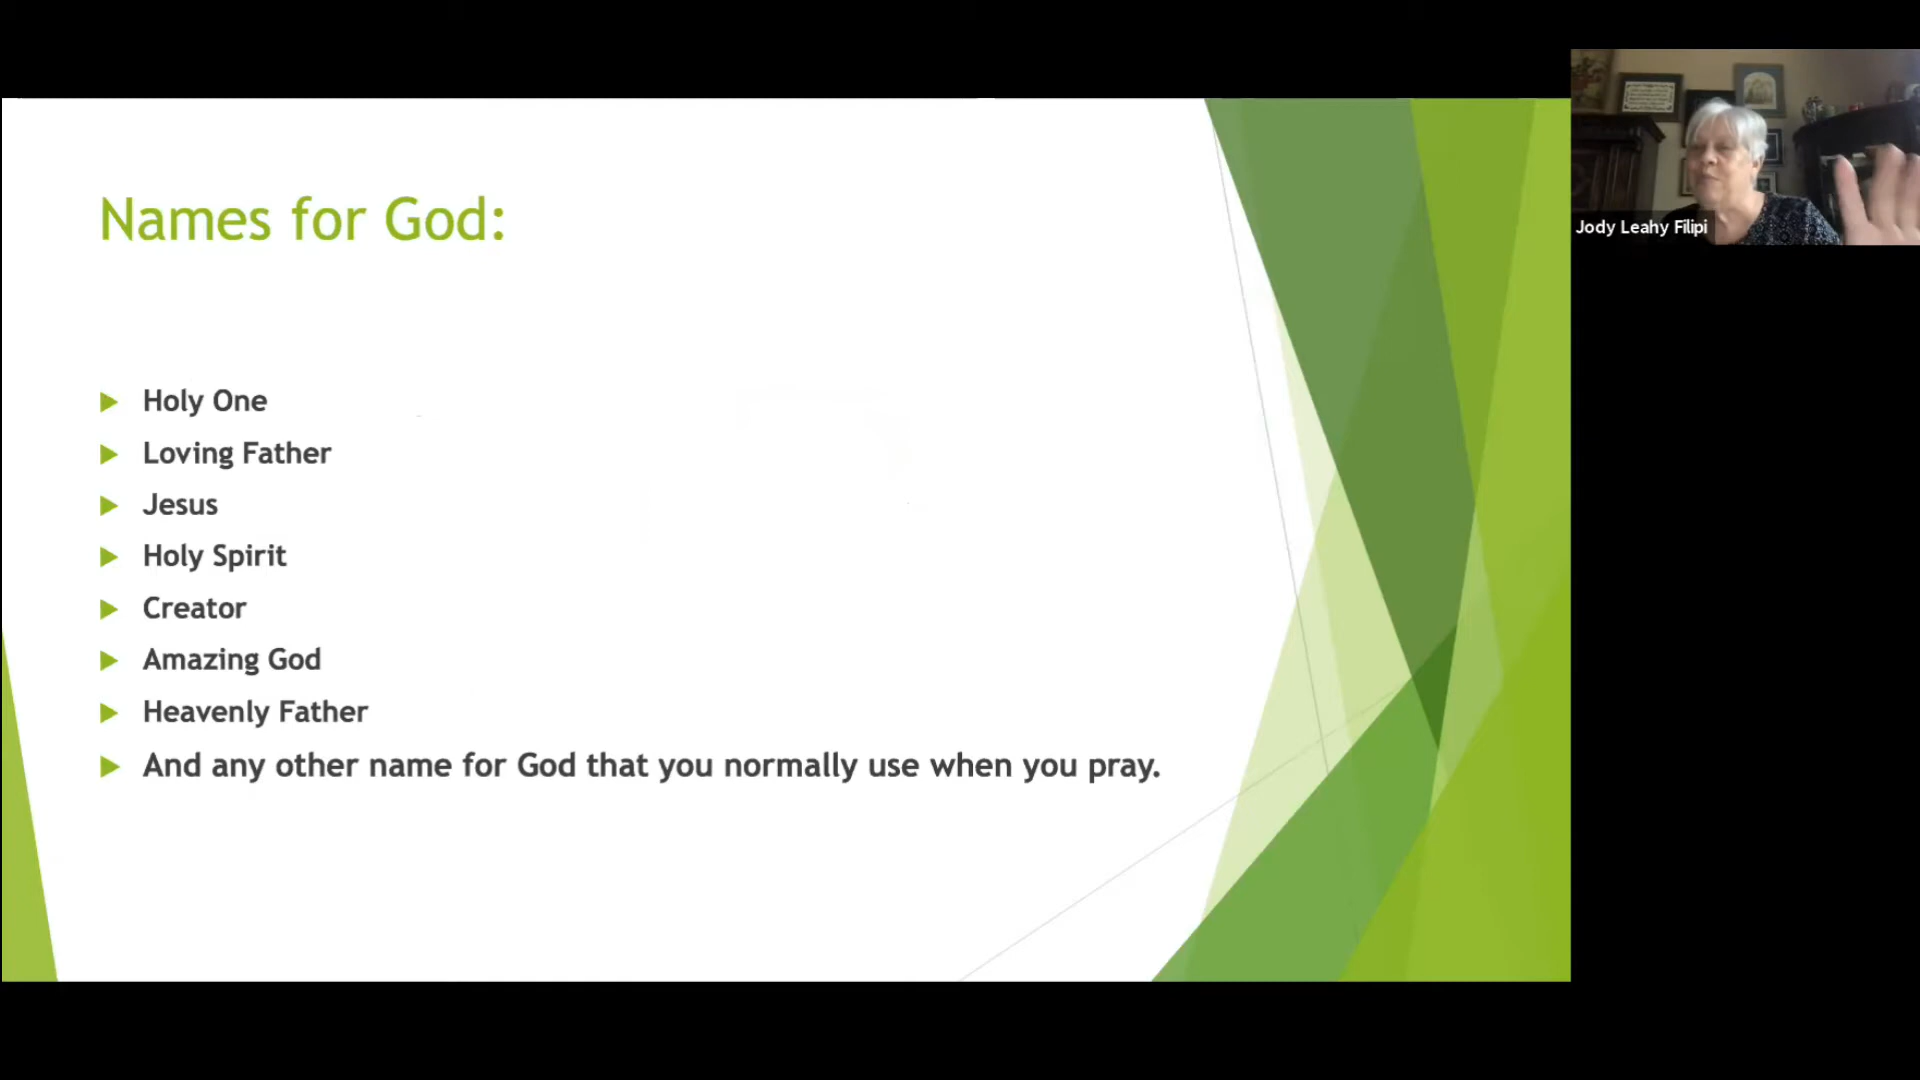 Names for God:
Holy One
Loving Father
Jesus
Holy Spirit
Creator
Amazing God
Heavenly Father
And any other name for God that you normally use when you pray.
Jody Leahy Filipi